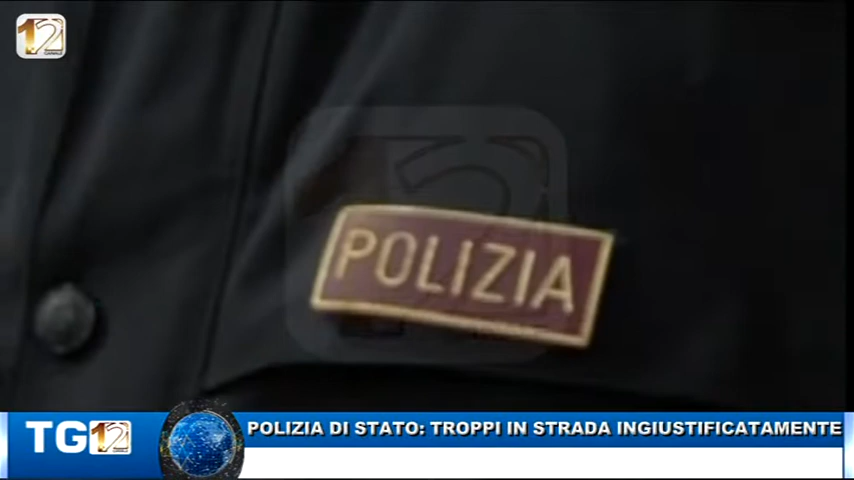 12
POLIZIA
TG12
POLIZIA DI STATO: TROPPI IN STRADA INGIUSTIFICATAMENTE